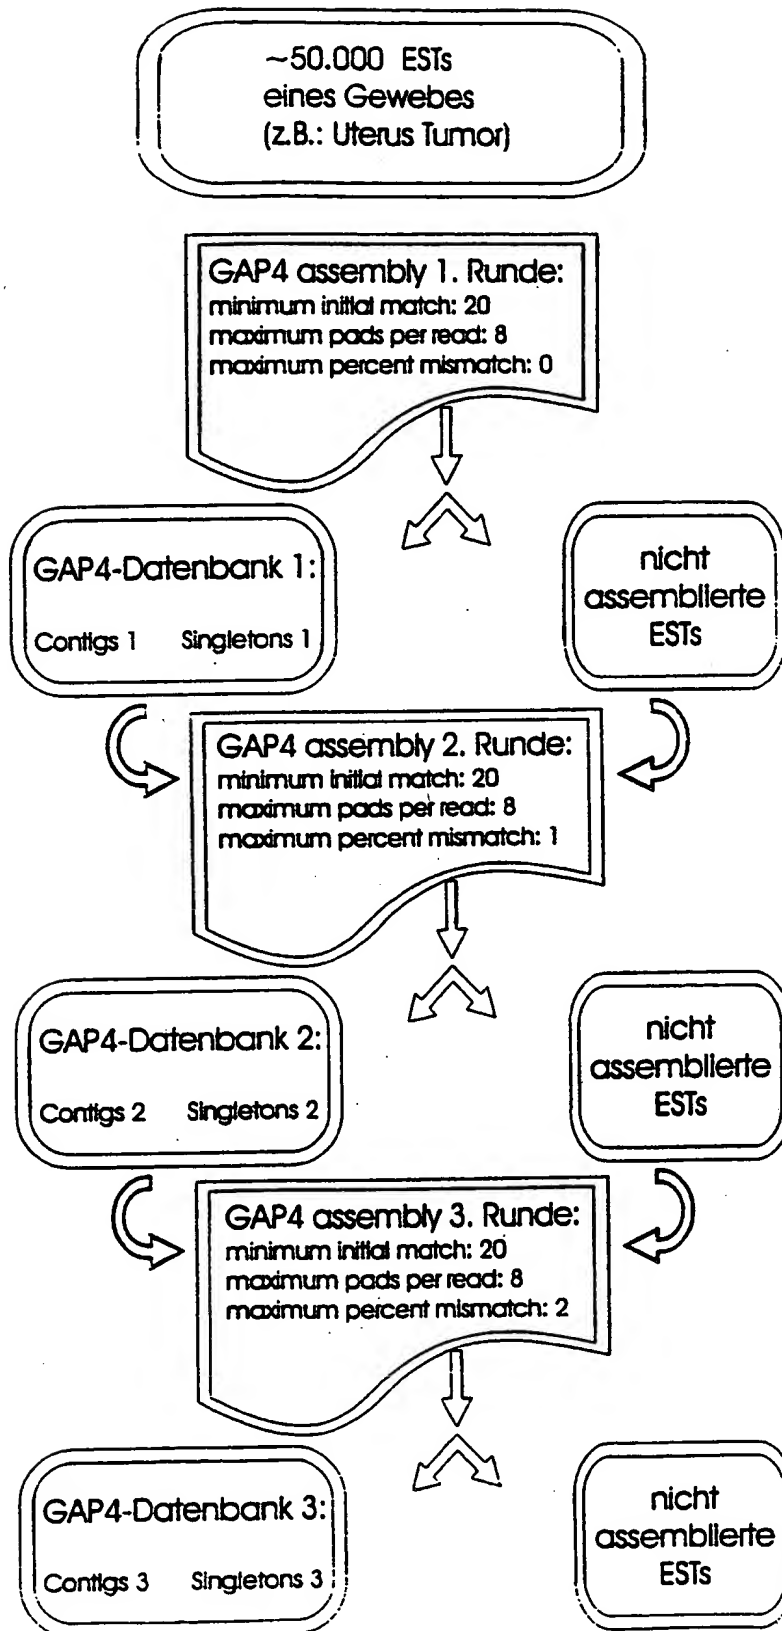 ~50.000 ESTs
eines Gewebes
(z.B.: Uterus Tumor)
GAP4 assembly 1. Runde:
minimum initial match: 20
maximum pads per read: 8
maximum percent mismatch: 0
GAP4-Datenbank 1:
Contigs 1 Singletons 1
nicht
assemblierte
ESTs
GAP4 assembly 2. Runde:
minimum initial match: 20
maximum pads per read: 8
maximum percent mismatch: 1
GAP4-Datenbank 2:
Contigs 2 Singletons 2
nicht
assemblierte
ESTs
GAP4 assembly 3. Runde:
minimum initial match: 20
maximum pads per read: 8
maximum percent mismatch: 2
GAP4-Datenbank 3:
Contigs 3 Singletons 3
nicht
assemblierte
ESTs